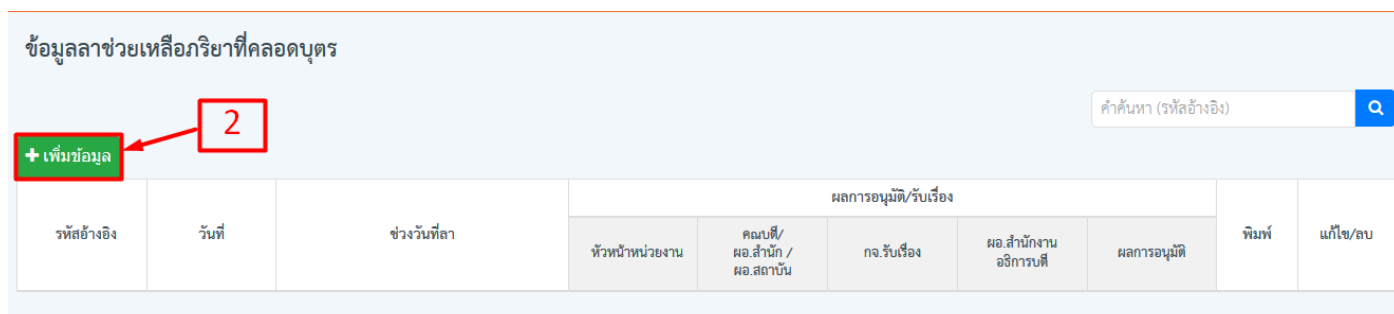 ข้อมูลลาช่วยเหลือภริยาที่คลอดบุตร
คำค้นหา (รหัสอ้างอิง)
2
+ เพิ่มข้อมูล
ผลการอนุมัติ/รับเรื่อง
รหัสอ้างอิง วันที่ ช่วงวันที่ลา พิมพ์ แก้ไข/ลบ
หัวหน้าหน่วยงาน
คณบดี/
ผอ.สำนัก /
ผอ.สถาบัน
กจ.รับเรื่อง
ผอ.สำนักงาน
อธิการบดี
ผลการอนุมัติ